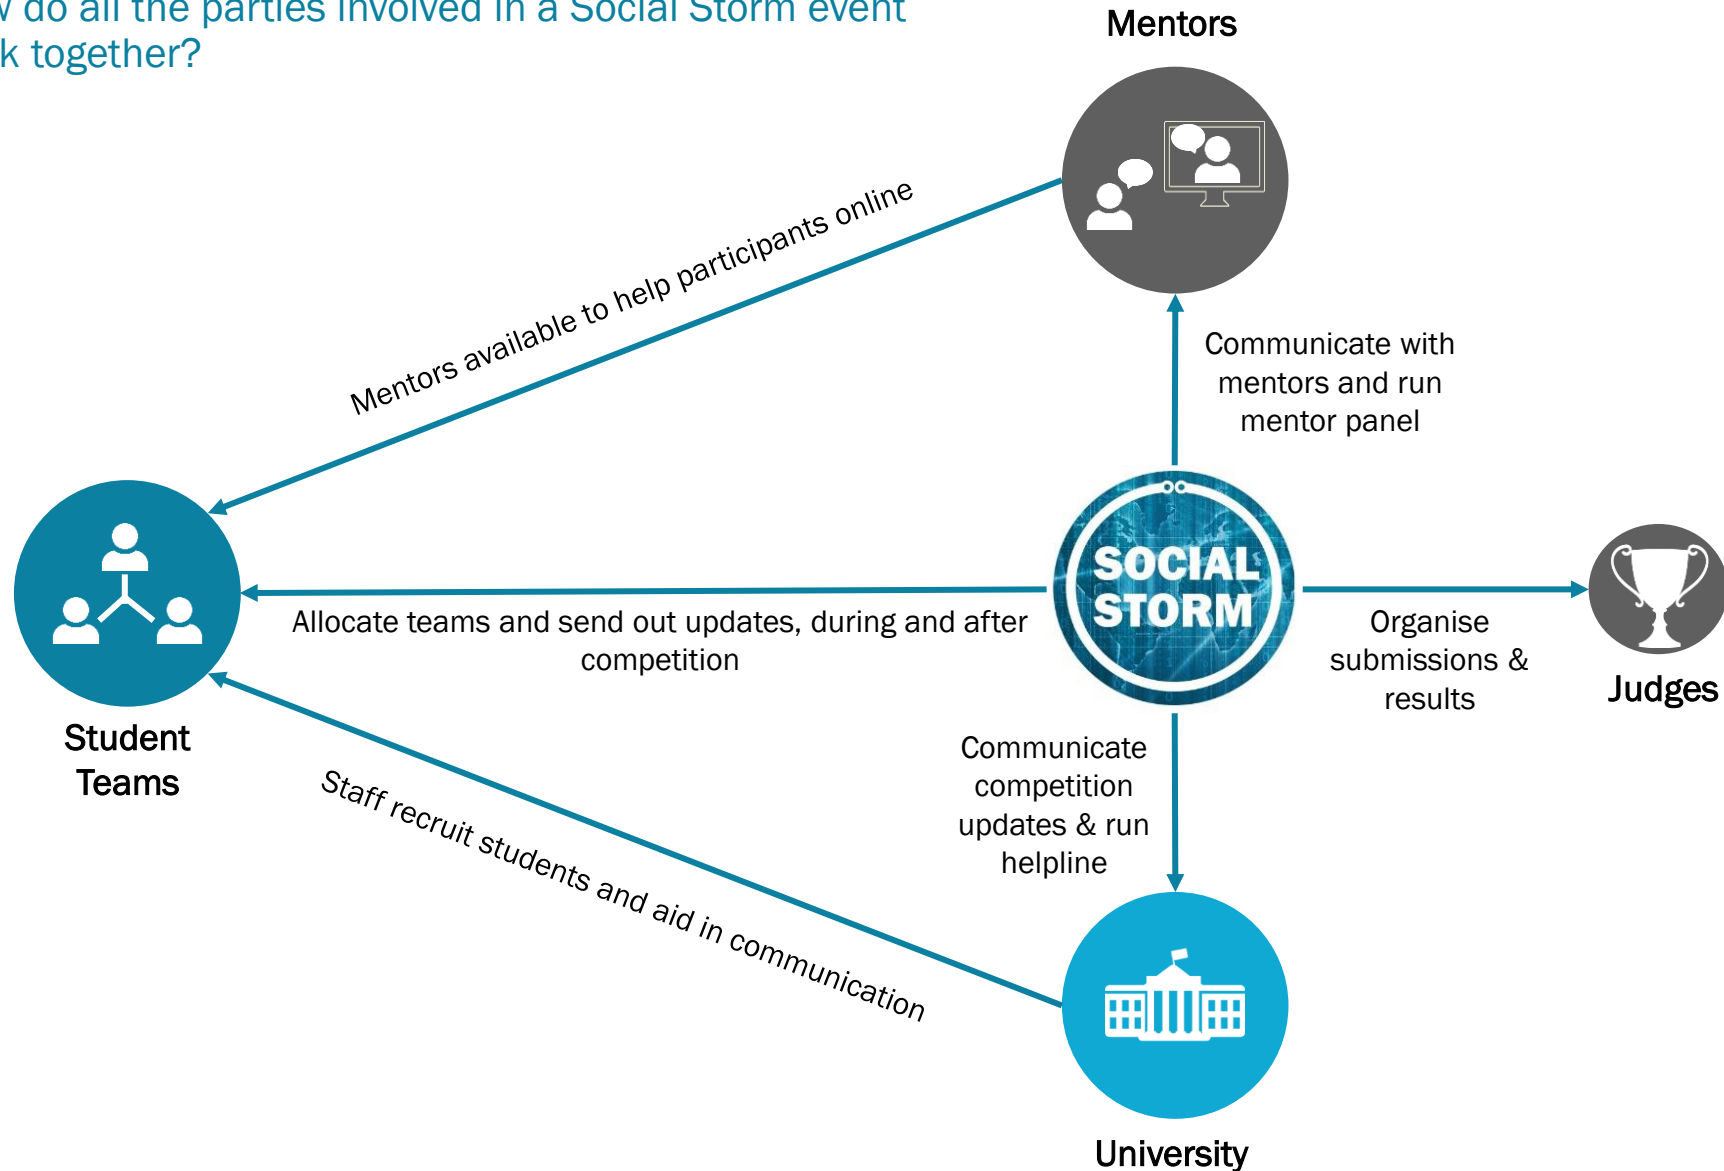 do all the parties involved in a Social Storm event
together?
Mentors
Mentors available to help participants online
Communicate with
mentors and run
mentor panel
SOCIAL
STORM
Allocate teams and send out updates, during and after
competition
Organise
submissions &
results
Judges
Student
Teams
Communicate
competition
updates & run
helpline
Staff recruit students and aid in communication
University